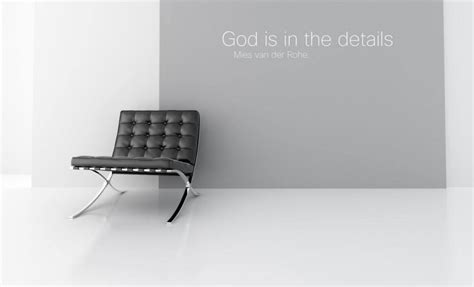 God is in the details
Mies van der Rohe